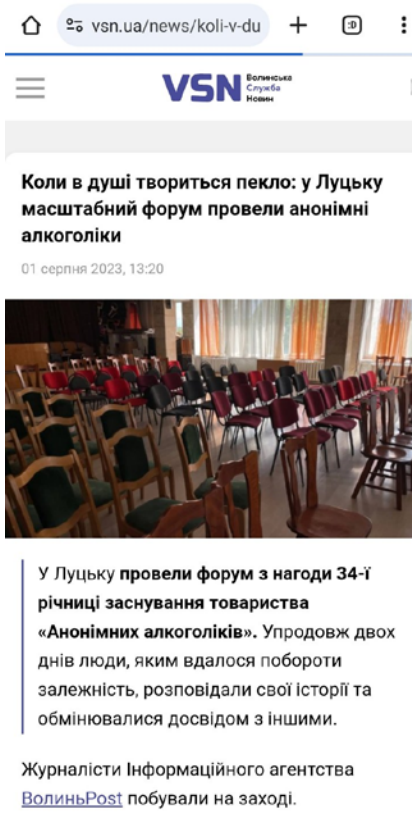 vsn.ua/news/koli-v-du
:D
VSN
Волинська
Служба
Новин
Коли в душі твориться пекло: у Луцьку
масштабний форум провели анонімні
алкоголіки
01 серпня 2023, 13:20
У Луцьку провели форум з нагоди 34-ї
річниці заснування товариства
«Анонімних алкоголіків». Упродовж двох
днів люди, яким вдалося побороти
залежність, розповідали свої історії та
обмінювалися досвідом з іншими.
Журналісти Інформаційного агентства
ВолиньPost побували на заході.